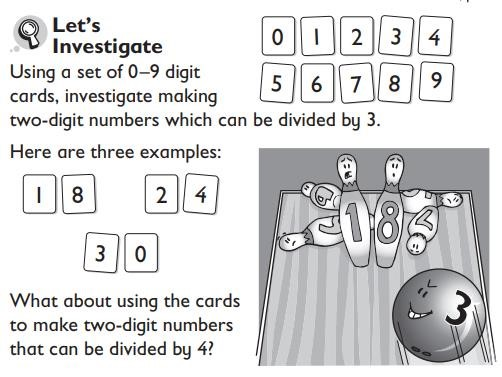 Let's
Investigate
0 1 2 3 4
5 6 7 8 9
Using a set of 0–9 digit
cards, investigate making
two-digit numbers which can be divided by 3.
Here are three examples:
1 8 2 4
3 0
What about using the cards
to make two-digit numbers
that can be divided by 4?
18
3